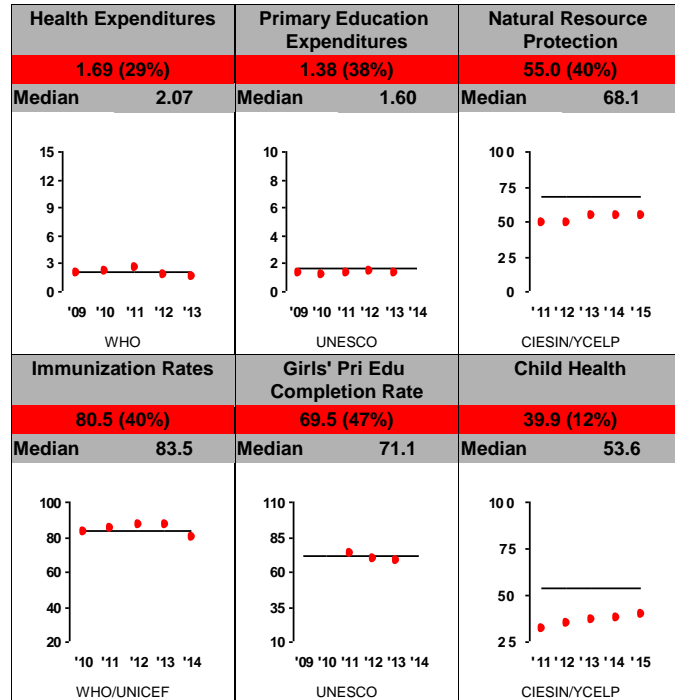 Health Expenditures
1.69 (29%)
Median 2.07
15
12
9
6
3
0
'09 '10 '11 '12 '13
WHO
Primary Education
Expenditures
1.38 (38%)
Median 1.60
10
8
6
4
2
0
'09 '10 '11 '12 '13 '14
UNESCO
Natural Resource
Protection
55.0 (40%)
Median 68.1
100
75
50
25
0
'11 '12 '13 '14 '15
CIESIN/YCELP
Immunization Rates
80.5 (40%)
Median 83.5
100
80
60
40
20
'10 '11 '12 '13 '14
WHO/UNICEF
Girls' Pri Edu
Completion Rate
69.5 (47%)
Median 71.1
110
85
60
35
10
'09 '10 '11 '12 '13 '14
UNESCO
Child Health
39.9 (12%)
Median 53.6
100
75
50
25
'11 '12 '13 '14 '15
CIESIN/YCELP